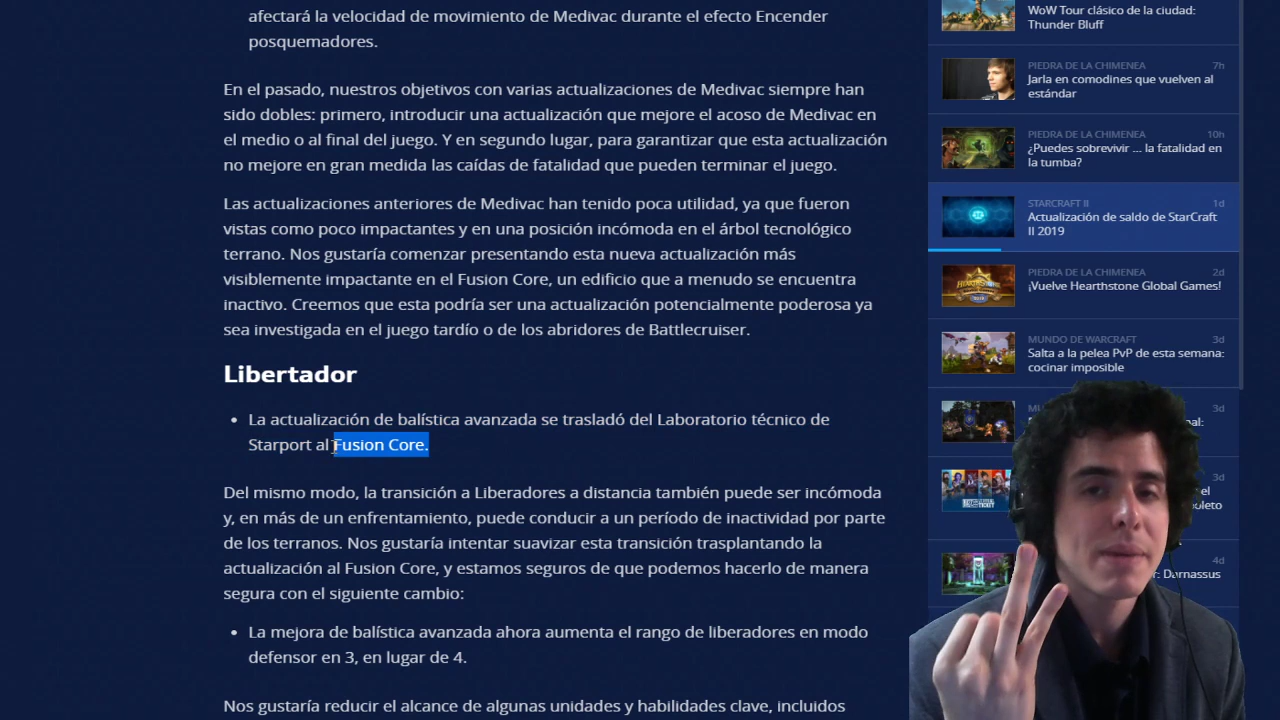 afectará la velocidad de movimiento de Medivac durante el efecto Encender
posquemadores.
En el pasado, nuestros objetivos con varias actualizaciones de Medivac siempre han
sido dobles: primero, introducir una actualización que mejore el acoso de Medivac en
el medio o al final del juego. Y en segundo lugar, para garantizar que esta actualización
no mejore en gran medida las caídas de fatalidad que pueden terminar el juego.
Las actualizaciones anteriores de Medivac han tenido poca utilidad, ya que fueron
vistas como poco impactantes y en una posición incómoda en el árbol tecnológico
terrano. Nos gustaría comenzar presentando esta nueva actualización más
visiblemente impactante en el Fusion Core, un edificio que a menudo se encuentra
inactivo. Creemos que esta podría ser una actualización potencialmente poderosa ya
sea investigada en el juego tardío o de los abridores de Battlecruiser.
Libertador
• La actualización de balística avanzada se trasladó del Laboratorio técnico de
Starport al Fusion Core.
Del mismo modo, la transición a Liberadores a distancia también puede ser incómoda
y, en más de un enfrentamiento, puede conducir a un período de inactividad por parte
de los terranos. Nos gustaría intentar suavizar esta transición trasplantando la
actualización al Fusion Core, y estamos seguros de que podemos hacerlo de manera
segura con el siguiente cambio:
• La mejora de balística avanzada ahora aumenta el rango de liberadores en modo
defensor en 3, en lugar de 4.
Nos gustaría reducir el alcance de algunas unidades y habilidades clave, incluidos
WoW Tour clásico de la ciudad:
Thunder Bluff
PIEDRA DE LA CHIMENEA 7h
Jarla en comodines que vuelven al
estándar
PIEDRA DE LA CHIMENEA 10h
¿Puedes sobrevivir ... la fatalidad en
la tumba?
STARCRAFT II 1d
Actualización de saldo de StarCraft
II 2019
PIEDRA DE LA CHIMENEA 2d
¡Vuelve Hearthstone Global Games!
MUNDO DE WARCRAFT 3d
Salta a la pelea PvP de esta semana:
cocinar imposible
3d
3d
4d
Darnassus